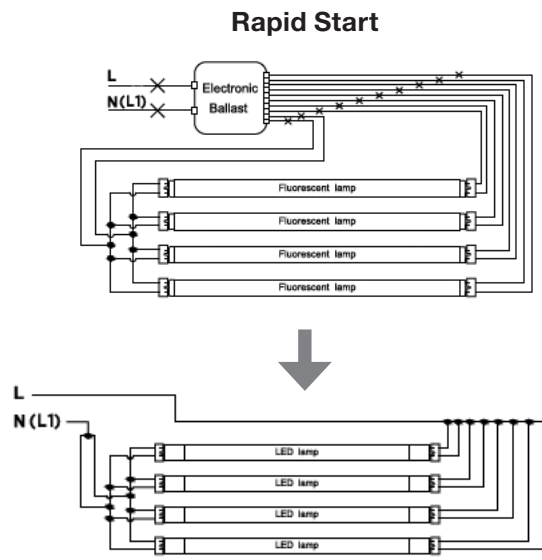 Rapid Start
L
N(L1)
Electronic
Ballast
Fluorescent lamp
Fluorescent lamp
Fluorescent lamp
Fluorescent lamp
L
N(L1)
LED lamp
LED lamp
LED lamp
LED lamp